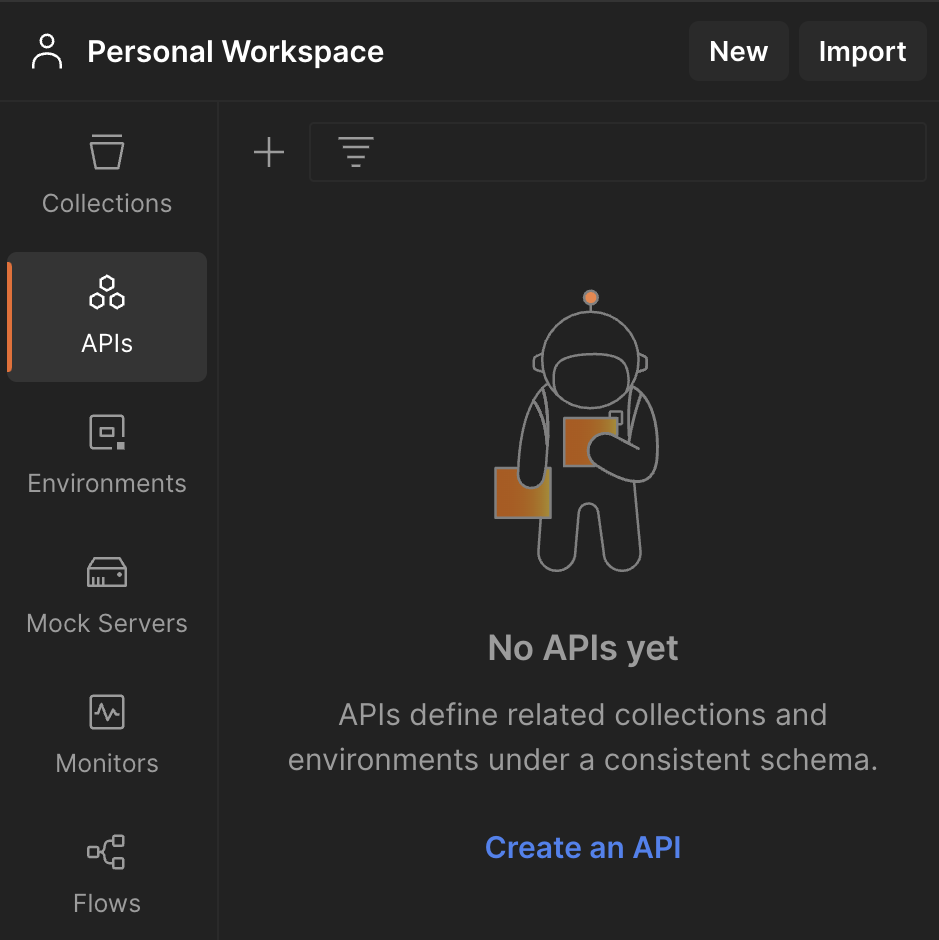 Personal Workspace
New
Import
Collections
APIs
Environments
Mock Servers
Monitors
Flows
No APIs yet
APIs define related collections and
environments under a consistent schema.
Create an API